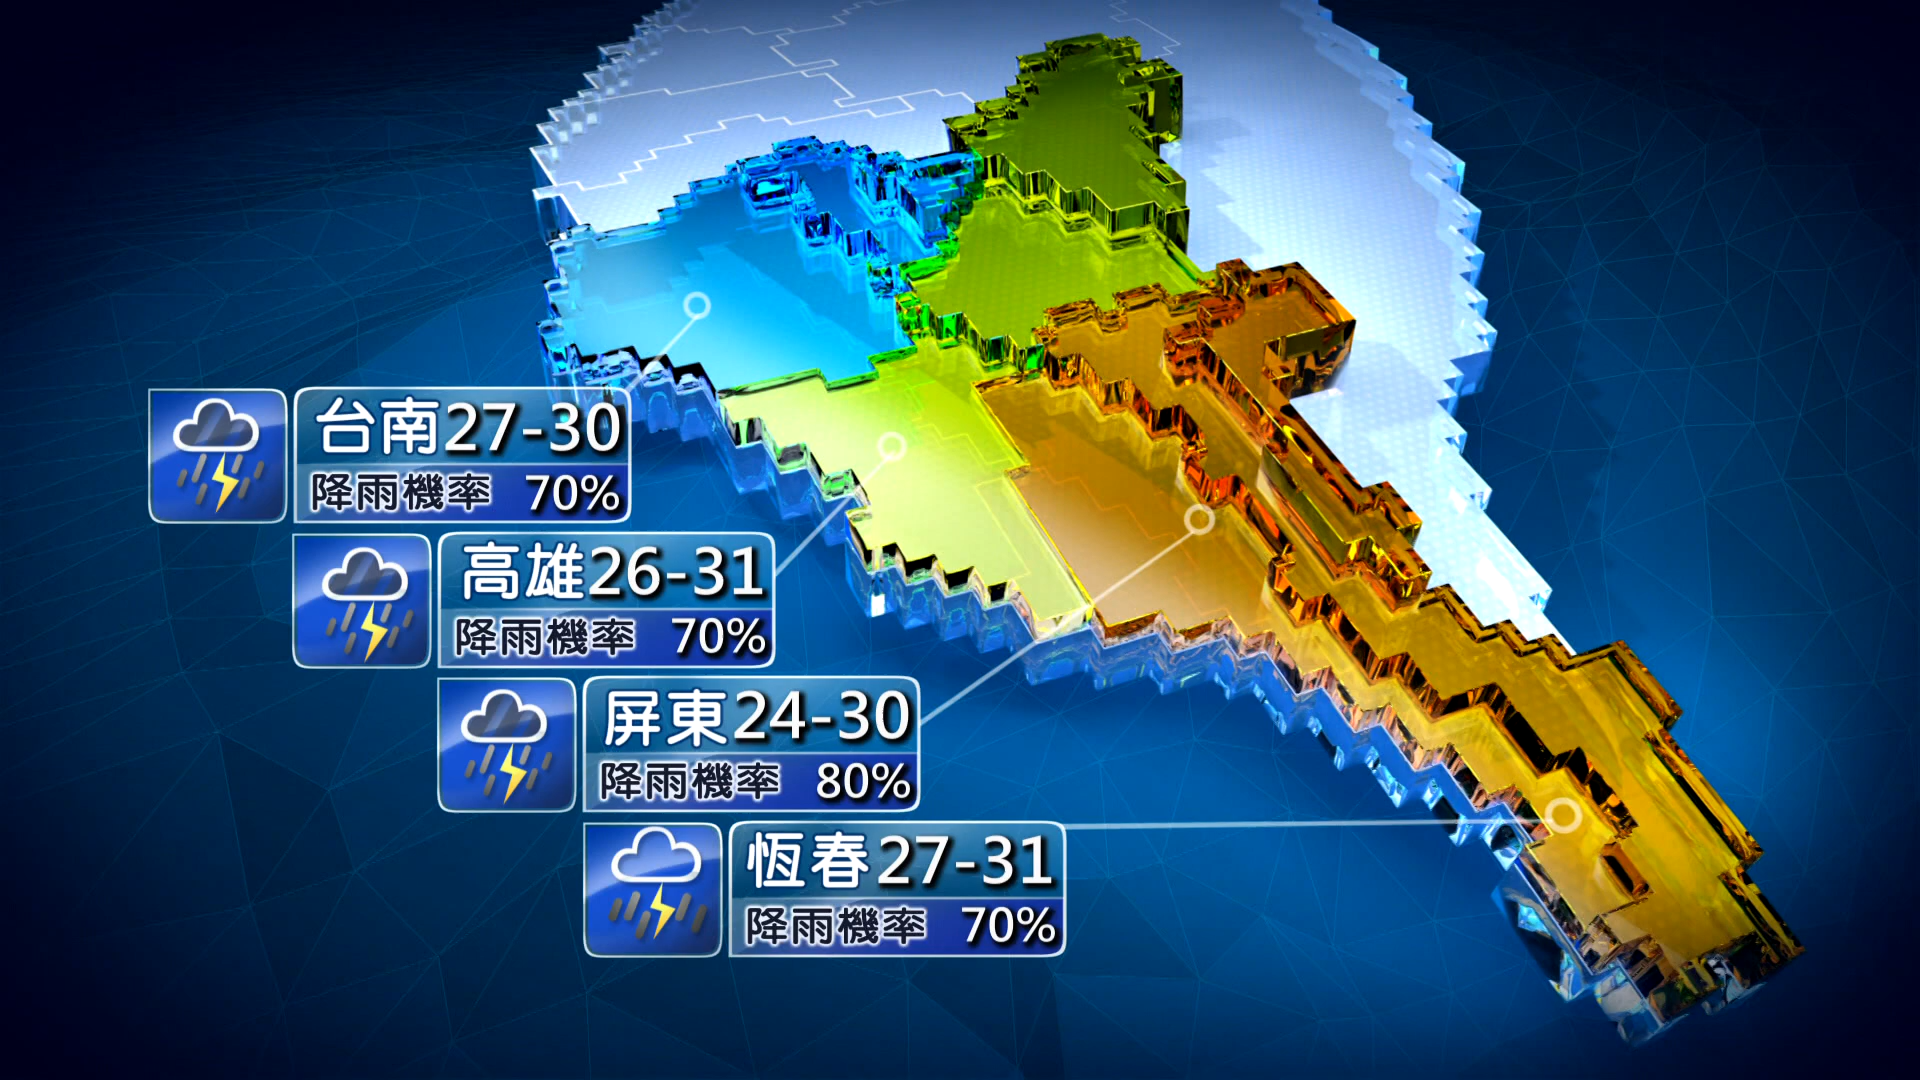 台南27-30
降雨機率 70%
高雄26-31
降雨機率 70%
屏東24-30
降雨機率 80%
恆春27-31
降雨機率 70%